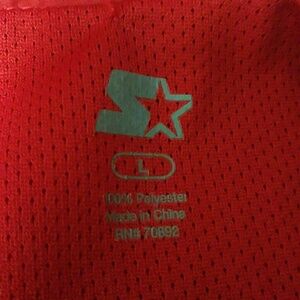 L
100% Polyester
Made in China
RN# 70892